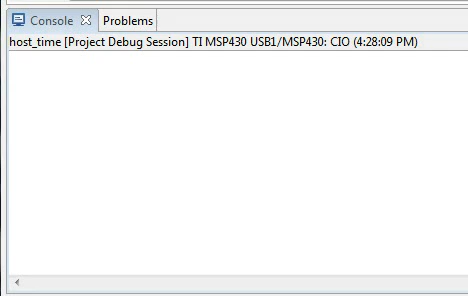 Console Problems
host_time [Project Debug Session] TI MSP430 USB1/MSP430: CIO (4:28:09 PM)